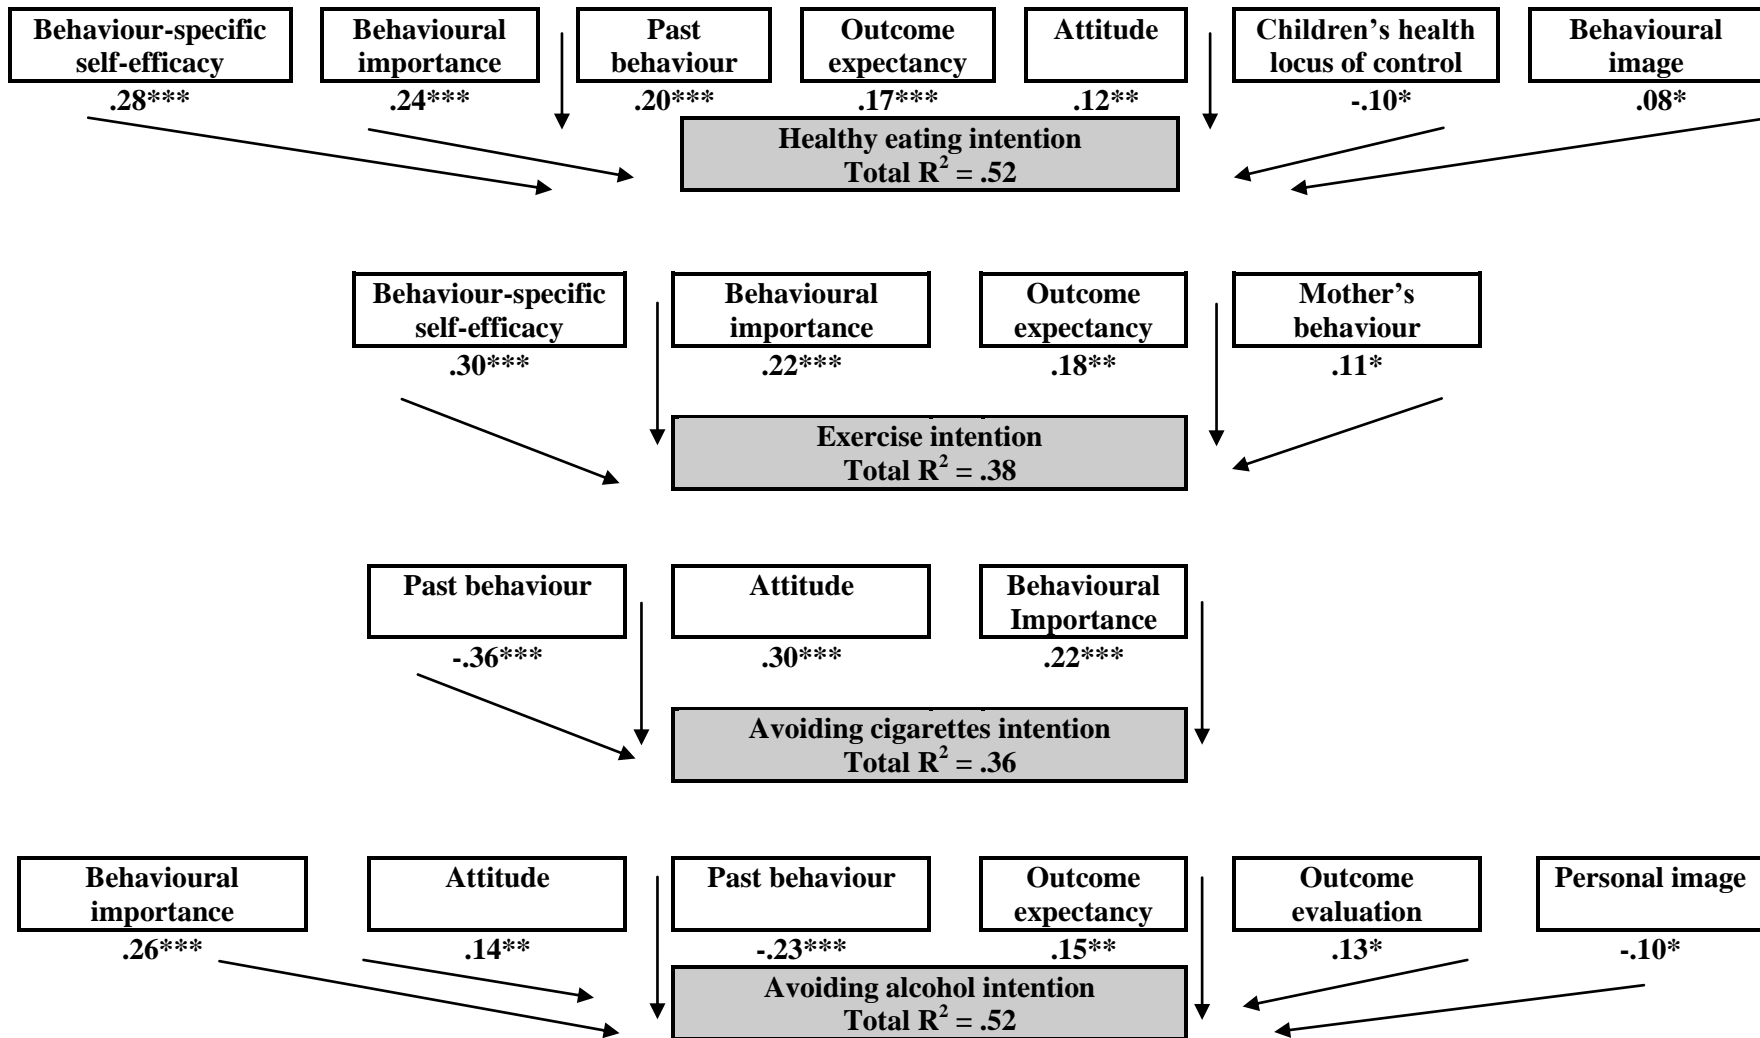 Behaviour-specific
self-efficacy
.28***
Behavioural
importance
.24***
Past
behaviour
.20***
Outcome
expectancy
.17***
Attitude
.12**
Children's health
locus of control
-.10*
Behavioural
image
.08*
Healthy eating intention
Total R² = .52
Behaviour-specific
self-efficacy
.30***
Behavioural
importance
.22***
Outcome
expectancy
.18**
Mother's
behaviour
.11*
Exercise intention
Total R² = .38
Past behaviour
-.36***
Attitude
.30***
Behavioural
Importance
.22***
Avoiding cigarettes intention
Total R² = .36
Behavioural
importance
.26***
Attitude
.14**
Past behaviour
-.23***
Outcome
expectancy
.15**
Outcome
evaluation
.13*
Personal image
-.10*
Avoiding alcohol intention
Total R² = .52